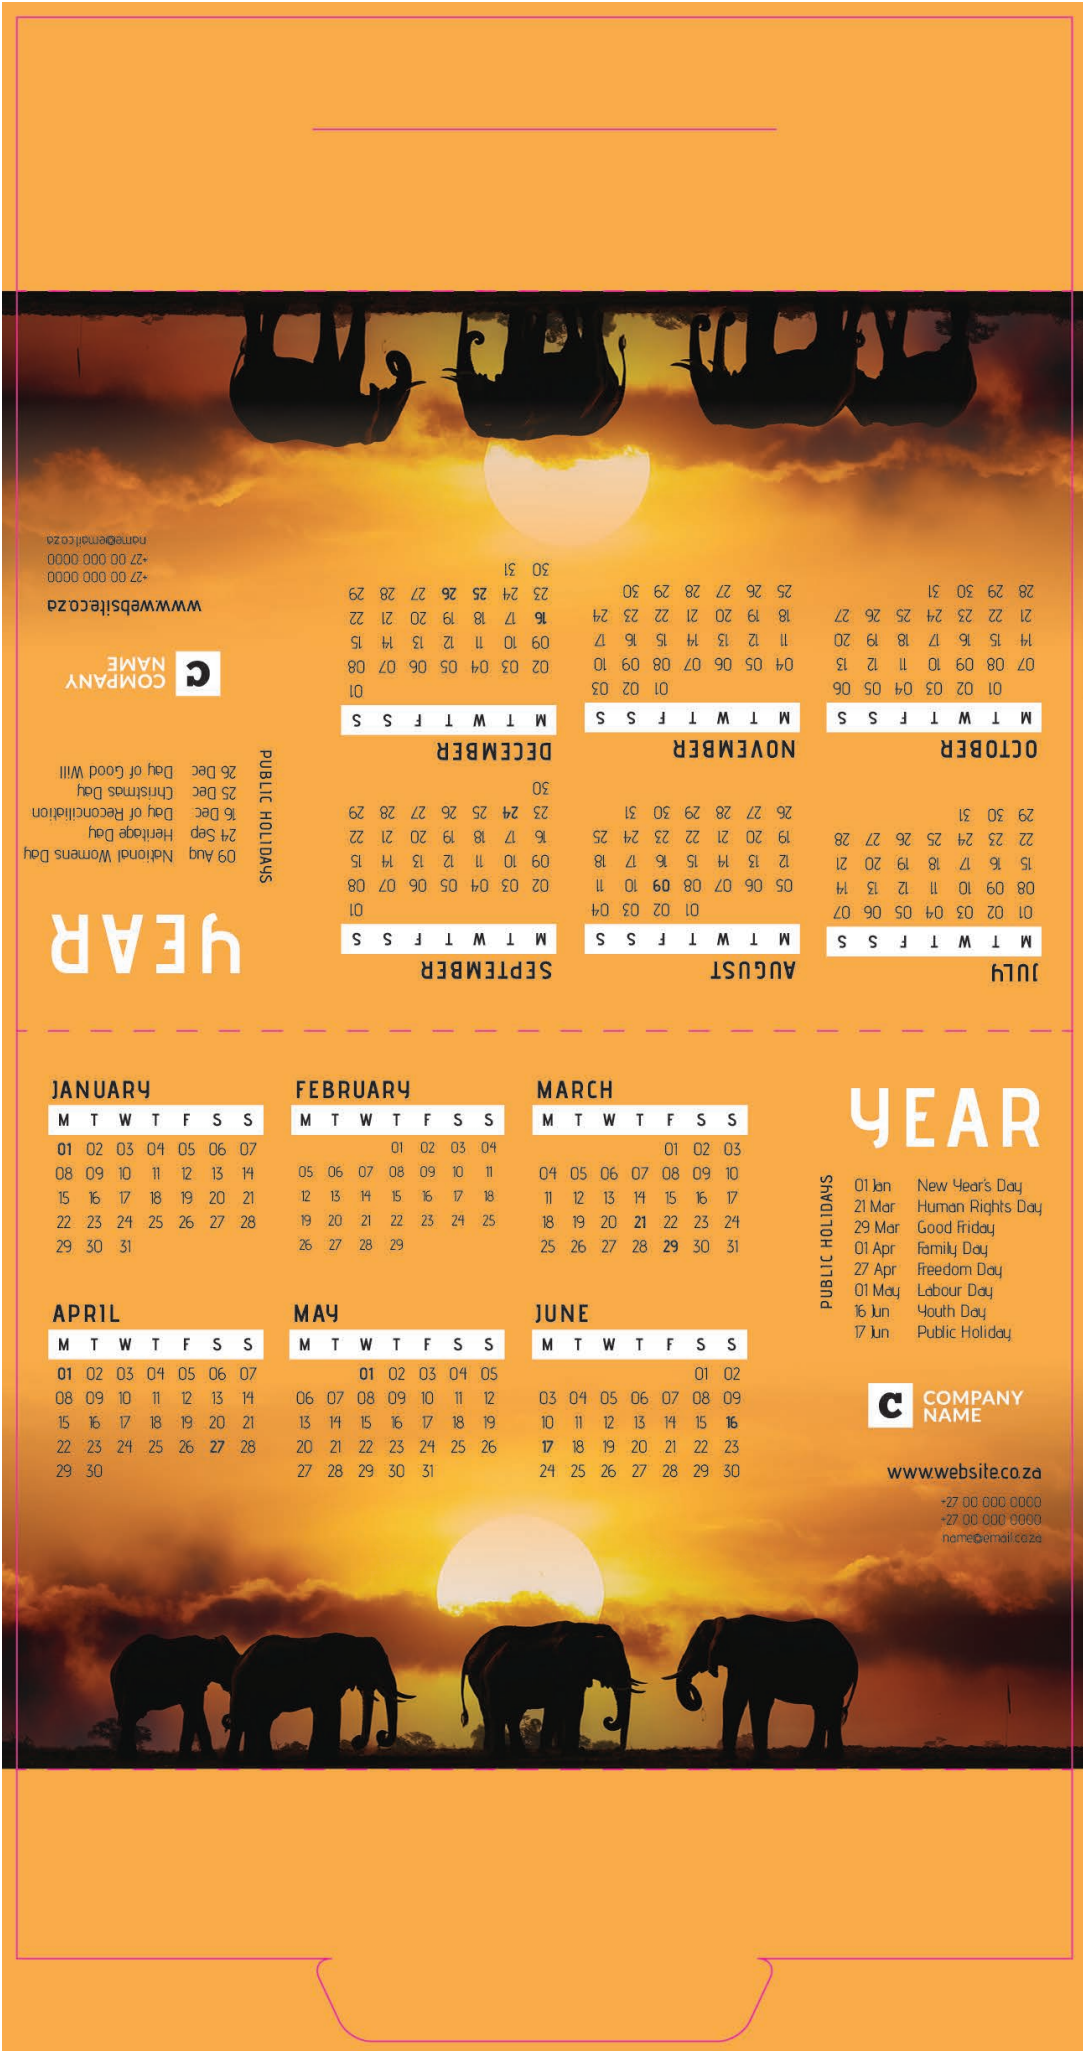 JANUARY
M T W T F S S
01 02 03 04 05 06 07
08 09 10 11 12 13 14
15 16 17 18 19 20 21
22 23 24 25 26 27 28
29 30 31
FEBRUARY
M T W T F S S
01 02 03 04
05 06 07 08 09 10 11
12 13 14 15 16 17 18
19 20 21 22 23 24 25
26 27 28 29
MARCH
M T W T F S S
01 02 03
04 05 06 07 08 09 10
11 12 13 14 15 16 17
18 19 20 21 22 23 24
25 26 27 28 29 30 31
APRIL
M T W T F S S
01 02 03 04 05 06 07
08 09 10 11 12 13 14
15 16 17 18 19 20 21
22 23 24 25 26 27 28
29 30
MAY
M T W T F S S
01 02 03 04 05
06 07 08 09 10 11 12
13 14 15 16 17 18 19
20 21 22 23 24 25 26
27 28 29 30 31
JUNE
M T W T F S S
01 02
03 04 05 06 07 08 09
10 11 12 13 14 15 16
17 18 19 20 21 22 23
24 25 26 27 28 29 30
YEAR
PUBLIC HOLIDAYS
01 Jan New Year's Day
21 Mar Human Rights Day
29 Mar Good Friday
01 Apr Family Day
27 Apr Freedom Day
01 May Labour Day
16 Jun Youth Day
17 Jun Public Holiday
C
COMPANY
NAME
www.website.co.za
+27 00 000 0000
+27 00 000 0000
name@email.co.za
JULY
M T W T F S S
01 02 03 04 05 06 07
08 09 10 11 12 13 14
15 16 17 18 19 20 21
22 23 24 25 26 27 28
29 30 31
AUGUST
M T W T F S S
01 02 03 04
05 06 07 08 09 10 11
12 13 14 15 16 17 18
19 20 21 22 23 24 25
26 27 28 29 30 31
SEPTEMBER
M T W T F S S
01
02 03 04 05 06 07 08
09 10 11 12 13 14 15
16 17 18 19 20 21 22
23 24 25 26 27 28 29
30
OCTOBER
M T W T F S S
01 02 03 04 05 06
07 08 09 10 11 12 13
14 15 16 17 18 19 20
21 22 23 24 25 26 27
28 29 30 31
NOVEMBER
M T W T F S S
01 02 03
04 05 06 07 08 09 10
11 12 13 14 15 16 17
18 19 20 21 22 23 24
25 26 27 28 29 30
DECEMBER
M T W T F S S
01
02 03 04 05 06 07 08
09 10 11 12 13 14 15
16 17 18 19 20 21 22
23 24 25 26 27 28 29
30 31
YEAR
PUBLIC HOLIDAYS
09 Aug National Womens Day
24 Sep Heritage Day
16 Dec Day of Reconciliation
25 Dec Christmas Day
26 Dec Day of Good Will
C
COMPANY
NAME
www.website.co.za
+27 00 000 0000
+27 00 000 0000
name@email.co.za